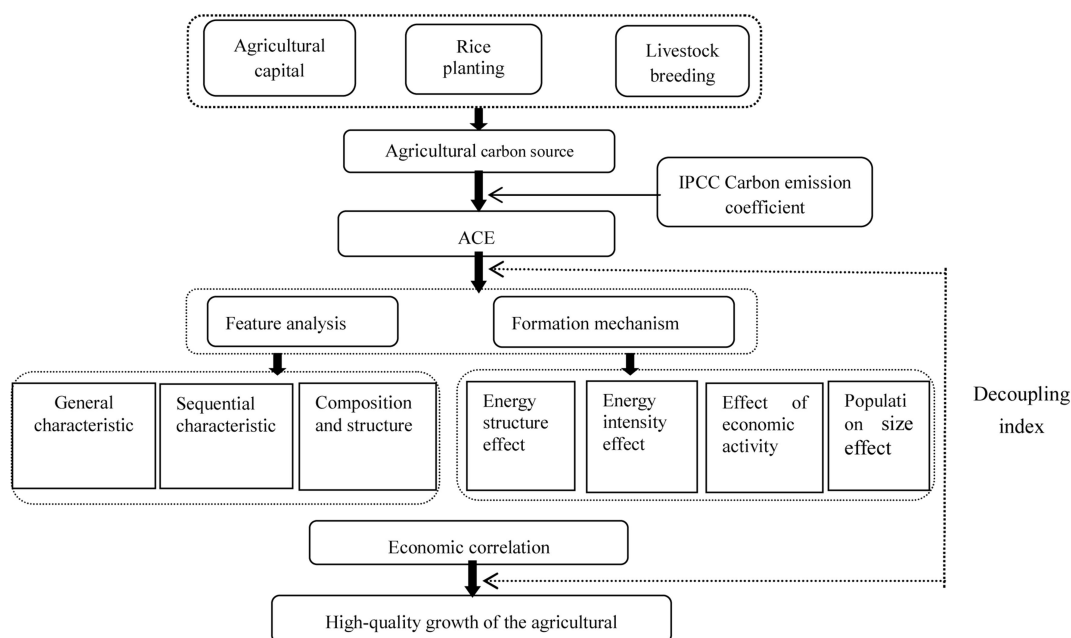 Agricultural
capital
Rice
planting
Livestock
breeding
Agricultural carbon source
IPCC Carbon emission
coefficient
ACE
Feature analysis
Formation mechanism
General
characteristic
Sequential
characteristic
Composition
and structure
Energy
structure
effect
Energy
intensity
effect
Effect of
economic
activity
Populati
on size
effect
Decoupling
index
Economic correlation
High-quality growth of the agricultural